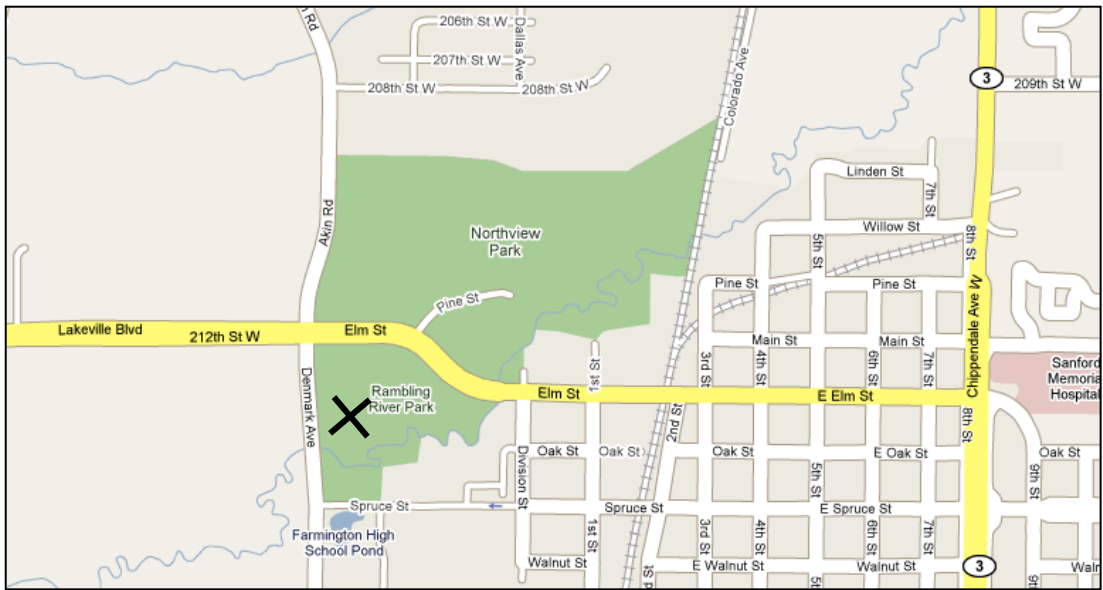 Rd
206th St W
Dallas Ave
207th St W
208th St W
208th St W
Colorado Ave
3
209th St W
Linden St
7th St
Akin Rd
Northview
Park
5th St
Willow St
8th St
Pine St
Pine St
Pine St
Lakeville Blvd
212th St W
Elm St
Chippendale Ave W
Main St
Main St
1st St
3rd St
4th St
6th St
7th St
Sanford
Memoria
Hospital
Denmark Ave
Rambling
River Park
Elm St
E Elm St
2nd St
8th St
Division St
Oak St
Oak St
Oak St
E Oak St
Oak St
5th St
9th St
Spruce St
Spruce St
E Spruce St
Farmington High
School Pond
1st St
3rd St
4th St
6th St
7th St
Walnut St
E Walnut St
Walnut St
3